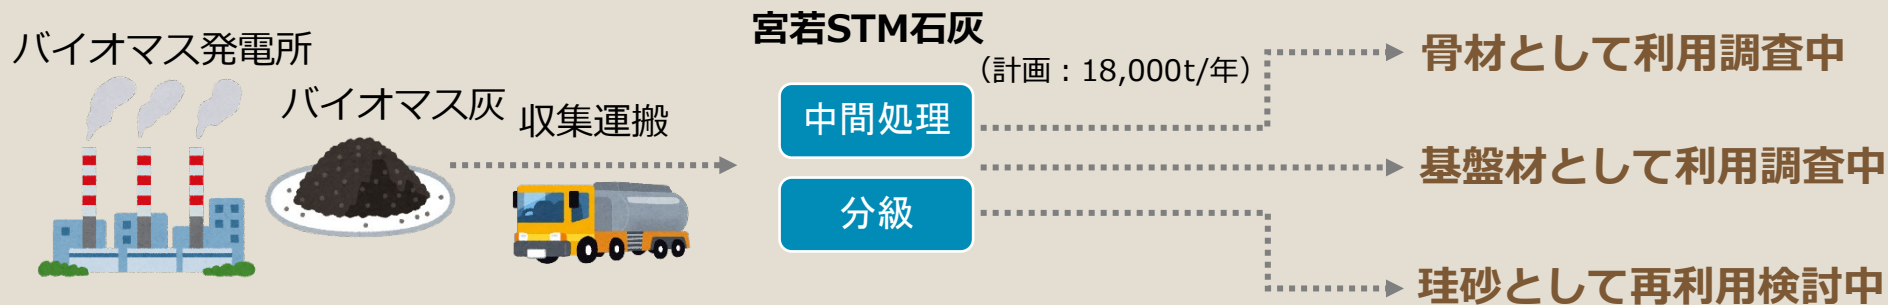 バイオマス発電所
バイオマス灰
収集運搬
宮若STM石灰
（計画：18,000t/年）
中間処理
分級
骨材として利用調査中
基盤材として利用調査中
珪砂として再利用検討中